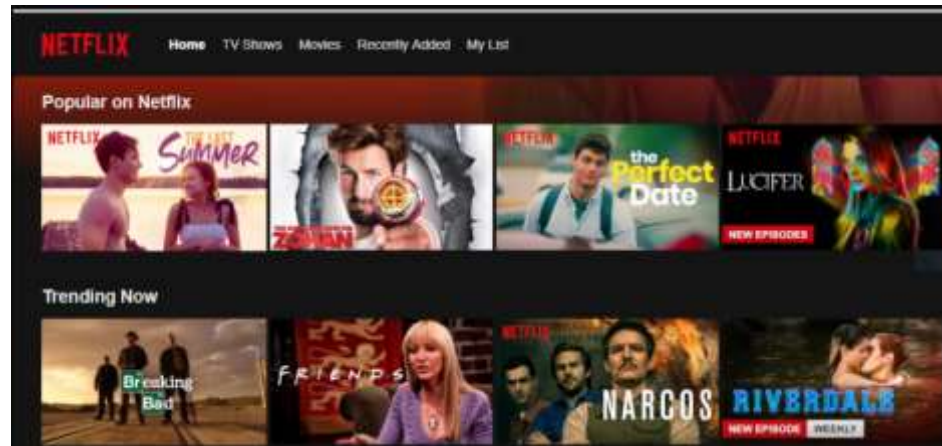 NETFLIX Home TV Shows Movies Recently Added My List
Popular on Netflix
NETFLIX
THE LAST
SUMMER
ZOHAN
NETFLIX
the
Perfect
Date
NETFLIX
LUCIFER
NEW EPISODES
Trending Now
Breaking
Bad
FRIENDS
NETFLIX
NARCOS
RIVERDALE
NEW EPISODE WEEKLY